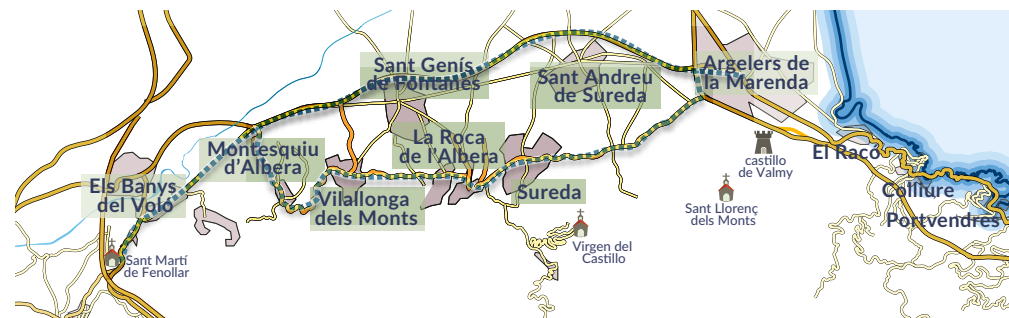 Sant Genís
de Fontanes
Sant Andreu
de Sureda
Argelers de
la Marenda
Montesquiu
d'Albera
La Roca
de l'Albera
castillo
de Valmy
El Racó
Els Banys
del Voló
Vilallonga
dels Monts
Sureda
Colliure
Sant Llorenç
dels Monts
Portvendres
Virgen del
Castillo
Sant Martí
de Fenollar